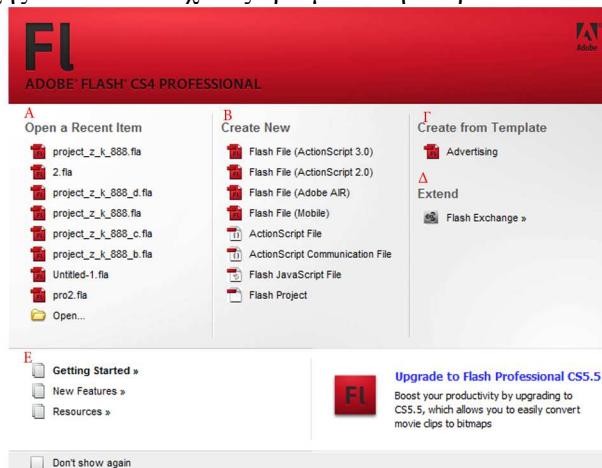 Fl
Adobe
ADOBE® FLASH® CS4 PROFESSIONAL
Α
Open a Recent Item
project_z_k_888.fla
2.fla
project_z_k_888_d.fla
project_z_k_888.fla
project_z_k_888_c.fla
project_z_k_888_b.fla
Untitled-1.fla
pro2.fla
Open...
Β
Create New
Flash File (ActionScript 3.0)
Flash File (ActionScript 2.0)
Flash File (Adobe AIR)
Flash File (Mobile)
ActionScript File
ActionScript Communication File
Flash JavaScript File
Flash Project
Γ
Create from Template
Advertising
Δ
Extend
Flash Exchange »
Ε
Getting Started »
New Features »
Resources »
FL
Upgrade to Flash Professional CS5.5
Boost your productivity by upgrading to
CS5.5, which allows you to easily convert
movie clips to bitmaps
Don't show again